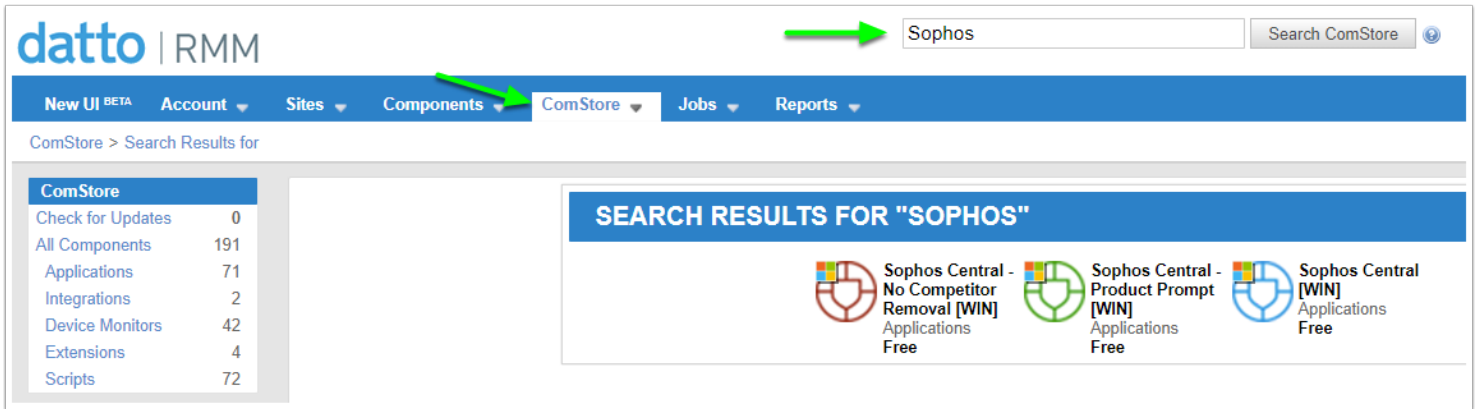 datto | RMM
Sophos
Search ComStore
New UI BETA Account Sites Components ComStore Jobs Reports
ComStore > Search Results for
ComStore
Check for Updates 0
All Components 191
Applications 71
Integrations 2
Device Monitors 42
Extensions 4
Scripts 72
SEARCH RESULTS FOR "SOPHOS"
Sophos Central -
No Competitor
Removal [WIN]
Applications
Free
Sophos Central -
Product Prompt
[WIN]
Applications
Free
Sophos Central
[WIN]
Applications
Free